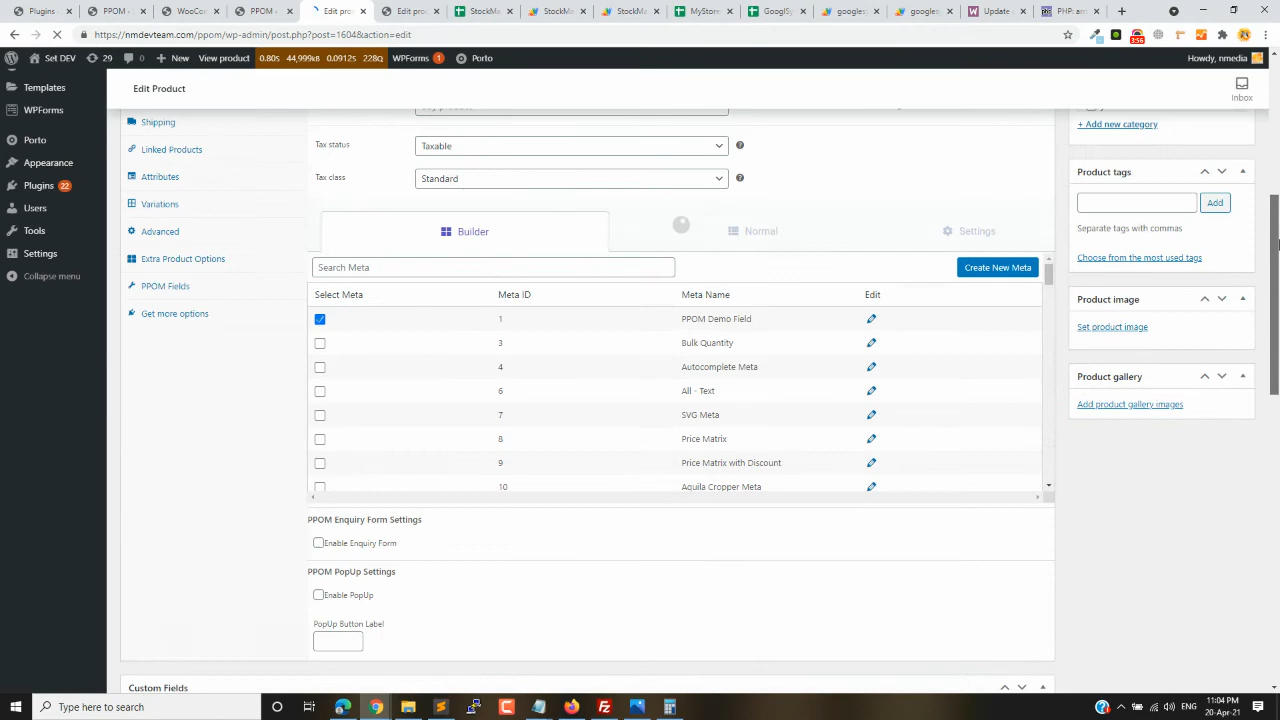 Plugins
PPOM
WooCo
PPOM
Edit pro
Edit pro
StockMa
StockMa
StockMa
MyStore
GoogleS
googles
google
Update
PHP: arr
https://nmdevteam.com/ppom/wp-admin/post.php?post=1604&action=edit
3:56
Set DEV 29 0 New View product 0.80S 44,999KB 0.0912S 228Q WPForms 1 Porto Howdy, nmedia
Templates
WPForms
Porto
Appearance
Plugins 22
Users
Tools
Settings
Collapse menu
Edit Product
Inbox
Shipping
Linked Products
Attributes
Variations
Advanced
Extra Product Options
PPOM Fields
Get more options
Tax status Taxable
Tax class Standard
Builder Normal Settings
Search Meta Create New Meta
Select Meta Meta ID Meta Name Edit
1 PPOM Demo Field
3 Bulk Quantity
4 Autocomplete Meta
6 All - Text
7 SVG Meta
8 Price Matrix
9 Price Matrix with Discount
10 Aquila Cropper Meta
PPOM Enquiry Form Settings
Enable Enquiry Form
PPOM PopUp Settings
Enable PopUp
PopUp Button Label
Custom Fields
+ Add new category
Product tags
Add
Separate tags with commas
Choose from the most used tags
Product image
Set product image
Product gallery
Add product gallery images
Type here to search
ENG
11:04 PM
20-Apr-21